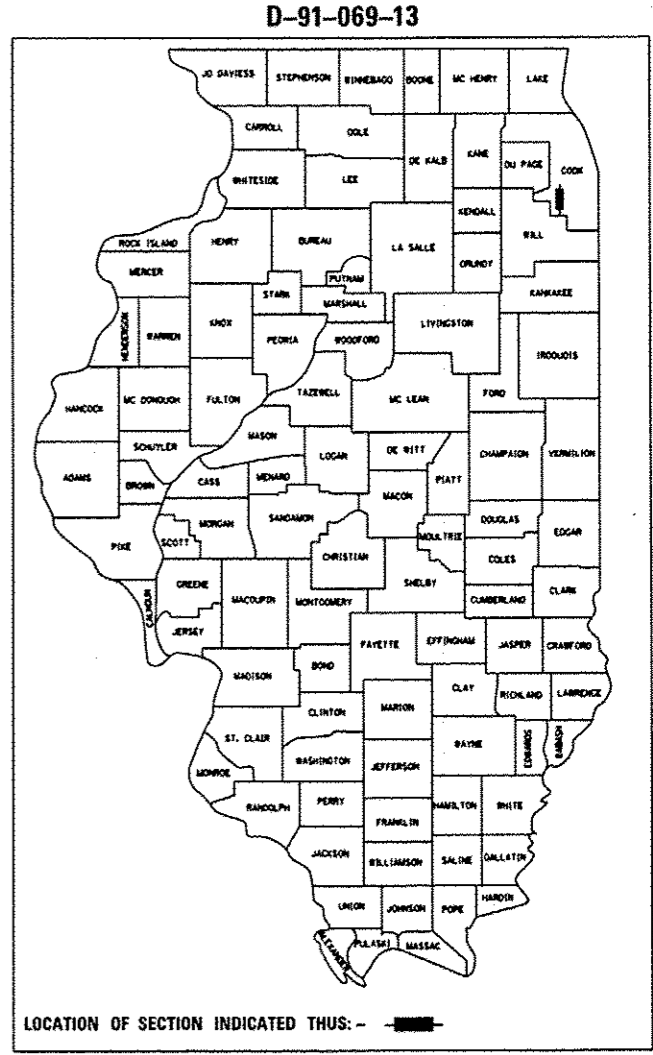 D-91-069-13
JO DAVIESS STEPHENSON WINNEBAGO BOONE MC HENRY LAKE
CARROLL OGLE DE KALB KANE DU PAGE COOK
WHITESIDE LEE KENDALL WILL
ROCK ISLAND HENRY BUREAU LA SALLE GRUNDY
MERCER PUTNAM KANKAKEE
STARK MARSHALL
HENDERSON WARREN KNOX PEORIA WOODFORD LIVINGSTON IROQUOIS
HANCOCK MC DONOUGH FULTON TAZEWELL MC LEAN FORD
SCHUYLER MASON LOGAN DE WITT CHAMPAIGN VERMILION
ADAMS BROWN CASS MENARD MACON PIATT
PIKE SCOTT MORGAN SANGAMON CHRISTIAN MOULTRIE DOUGLAS EDGAR
COLES
CALHOUN GREENE MACOUPIN MONTGOMERY SHELBY CUMBERLAND CLARK
JERSEY FAYETTE EFFINGHAM JASPER CRAWFORD
MADISON BOND CLAY RICHLAND LAWRENCE
CLINTON MARION
ST. CLAIR WAYNE EDWARDS WABASH
MONROE WASHINGTON JEFFERSON
RANDOLPH PERRY HAMILTON WHITE
FRANKLIN
JACKSON WILLIAMSON SALINE GALLATIN
UNION JOHNSON POPE HARDIN
ALEXANDER PULASKI MASSAC
LOCATION OF SECTION INDICATED THUS: -